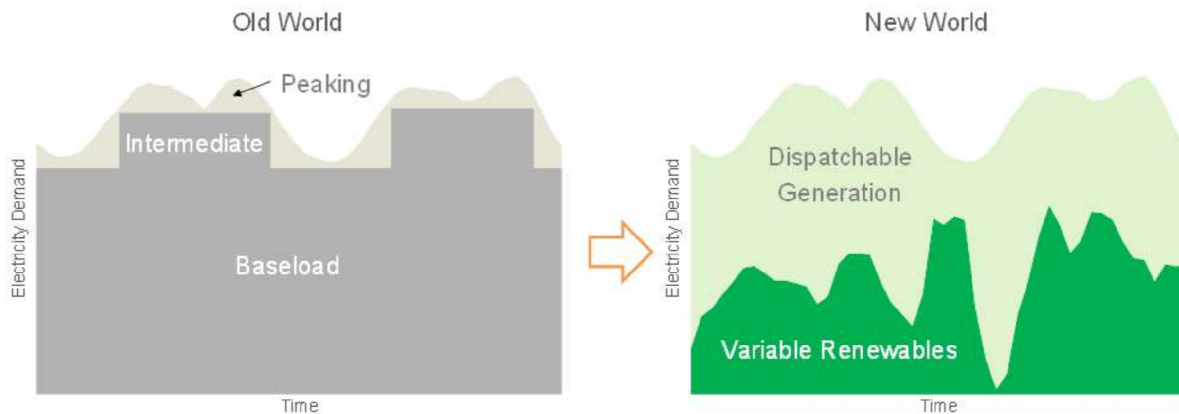 Old World
Peaking
Intermediate
Baseload
Electricity Demand
Time
New World
Dispatchable
Generation
Variable Renewables
Electricity Demand
Time